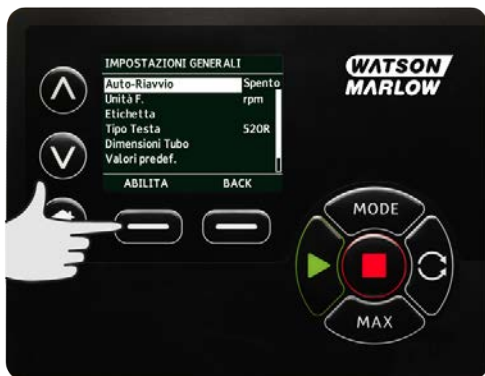 IMPOSTAZIONI GENERALI
Auto-Riavvio Spento
Unità F. rpm
Etichetta
Tipo Testa 520R
Dimensioni Tubo
Valori predef.
ABILITA BACK
WATSON
MARLOW
MODE
MAX